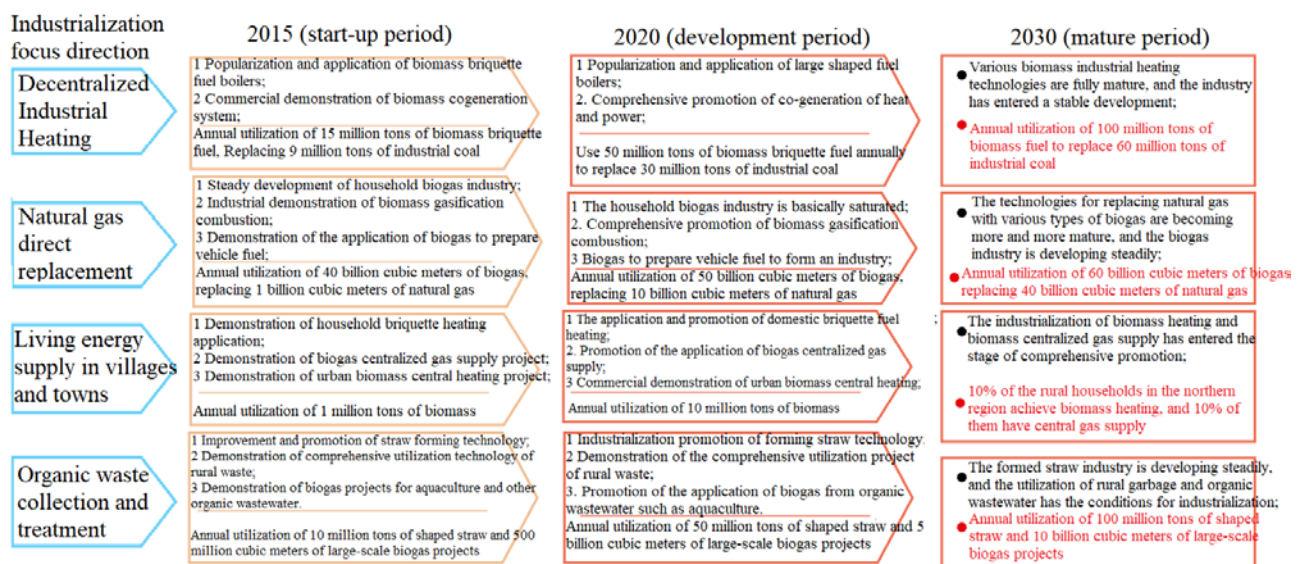 Industrialization
focus direction
2015 (start-up period)
2020 (development period)
2030 (mature period)
Decentralized
Industrial
Heating
1 Popularization and application of biomass briquette
fuel boilers;
2 Commercial demonstration of biomass cogeneration
system;
Annual utilization of 15 million tons of biomass briquette
fuel, Replacing 9 million tons of industrial coal
1 Popularization and application of large shaped fuel
boilers;
2. Comprehensive promotion of co-generation of heat
and power;
Use 50 million tons of biomass briquette fuel annually
to replace 30 million tons of industrial coal
Various biomass industrial heating
technologies are fully mature, and the industry
has entered a stable development;
Annual utilization of 100 million tons of
biomass fuel to replace 60 million tons of
industrial coal
Natural gas
direct
replacement
1 Steady development of household biogas industry;
2 Industrial demonstration of biomass gasification
combustion;
3 Demonstration of the application of biogas to prepare
vehicle fuel;
Annual utilization of 40 billion cubic meters of biogas,
replacing 1 billion cubic meters of natural gas
1 The household biogas industry is basically saturated;
2. Comprehensive promotion of biomass gasification
combustion;
3 Biogas to prepare vehicle fuel to form an industry;
Annual utilization of 50 billion cubic meters of biogas,
replacing 10 billion cubic meters of natural gas
The technologies for replacing natural gas
with various types of biogas are becoming
more and more mature, and the biogas
industry is developing steadily;
Annual utilization of 60 billion cubic meters of biogas
replacing 40 billion cubic meters of natural gas
Living energy
supply in villages
and towns
1 Demonstration of household briquette heating
application;
2 Demonstration of biogas centralized gas supply project;
3 Demonstration of urban biomass central heating project;
Annual utilization of 1 million tons of biomass
1 The application and promotion of domestic briquette fuel ;
heating;
2. Promotion of the application of biogas centralized gas
supply;
3 Commercial demonstration of urban biomass central heating;
Annual utilization of 10 million tons of biomass
The industrialization of biomass heating and
biomass centralized gas supply has entered the
stage of comprehensive promotion;
10% of the rural households in the northern
region achieve biomass heating, and 10% of
them have central gas supply
Organic waste
collection and
treatment
1 Improvement and promotion of straw forming technology;
2 Demonstration of comprehensive utilization technology of
rural waste;
3 Demonstration of biogas projects for aquaculture and other
organic wastewater.
Annual utilization of 10 million tons of shaped straw and 500
million cubic meters of large-scale biogas projects
1 Industrialization promotion of forming straw technology;
2 Demonstration of the comprehensive utilization project
of rural waste;
3. Promotion of the application of biogas from organic
wastewater such as aquaculture.
Annual utilization of 50 million tons of shaped straw and 5
billion cubic meters of large-scale biogas projects
The formed straw industry is developing steadily,
and the utilization of rural garbage and organic
wastewater has the conditions for industrialization;
Annual utilization of 100 million tons of shaped
straw and 10 billion cubic meters of large-scale
biogas projects